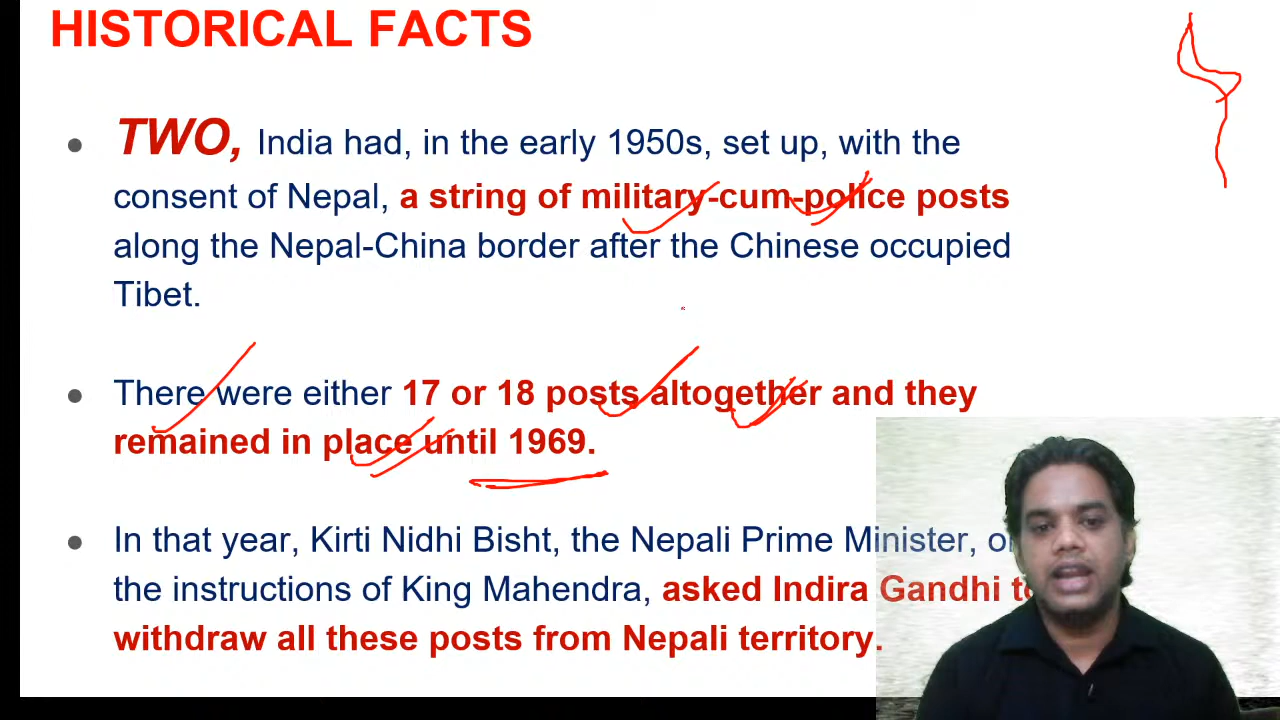 HISTORICAL FACTS
TWO, India had, in the early 1950s, set up, with the
consent of Nepal, a string of military-cum-police posts
along the Nepal-China border after the Chinese occupied
Tibet.
There were either 17 or 18 posts altogether and they
remained in place until 1969.
In that year, Kirti Nidhi Bisht, the Nepali Prime Minister,
the instructions of King Mahendra, asked Indira Gandhi
withdraw all these posts from Nepali territory.